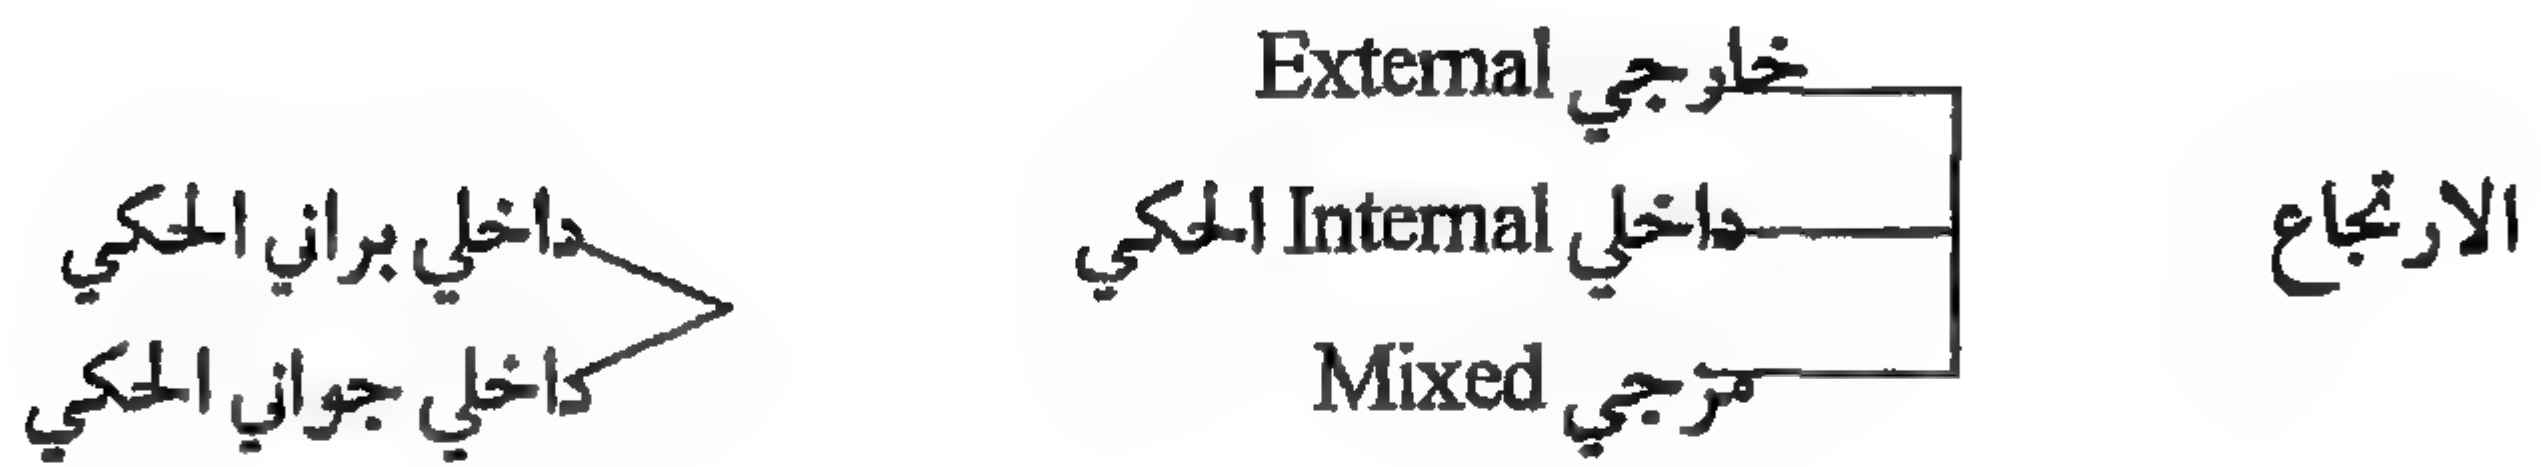 الارتجاع
خارجي External
داخلي Internal الحكي
مزجي Mixed
داخلي براني الحكي
داخلي جواني الحكي